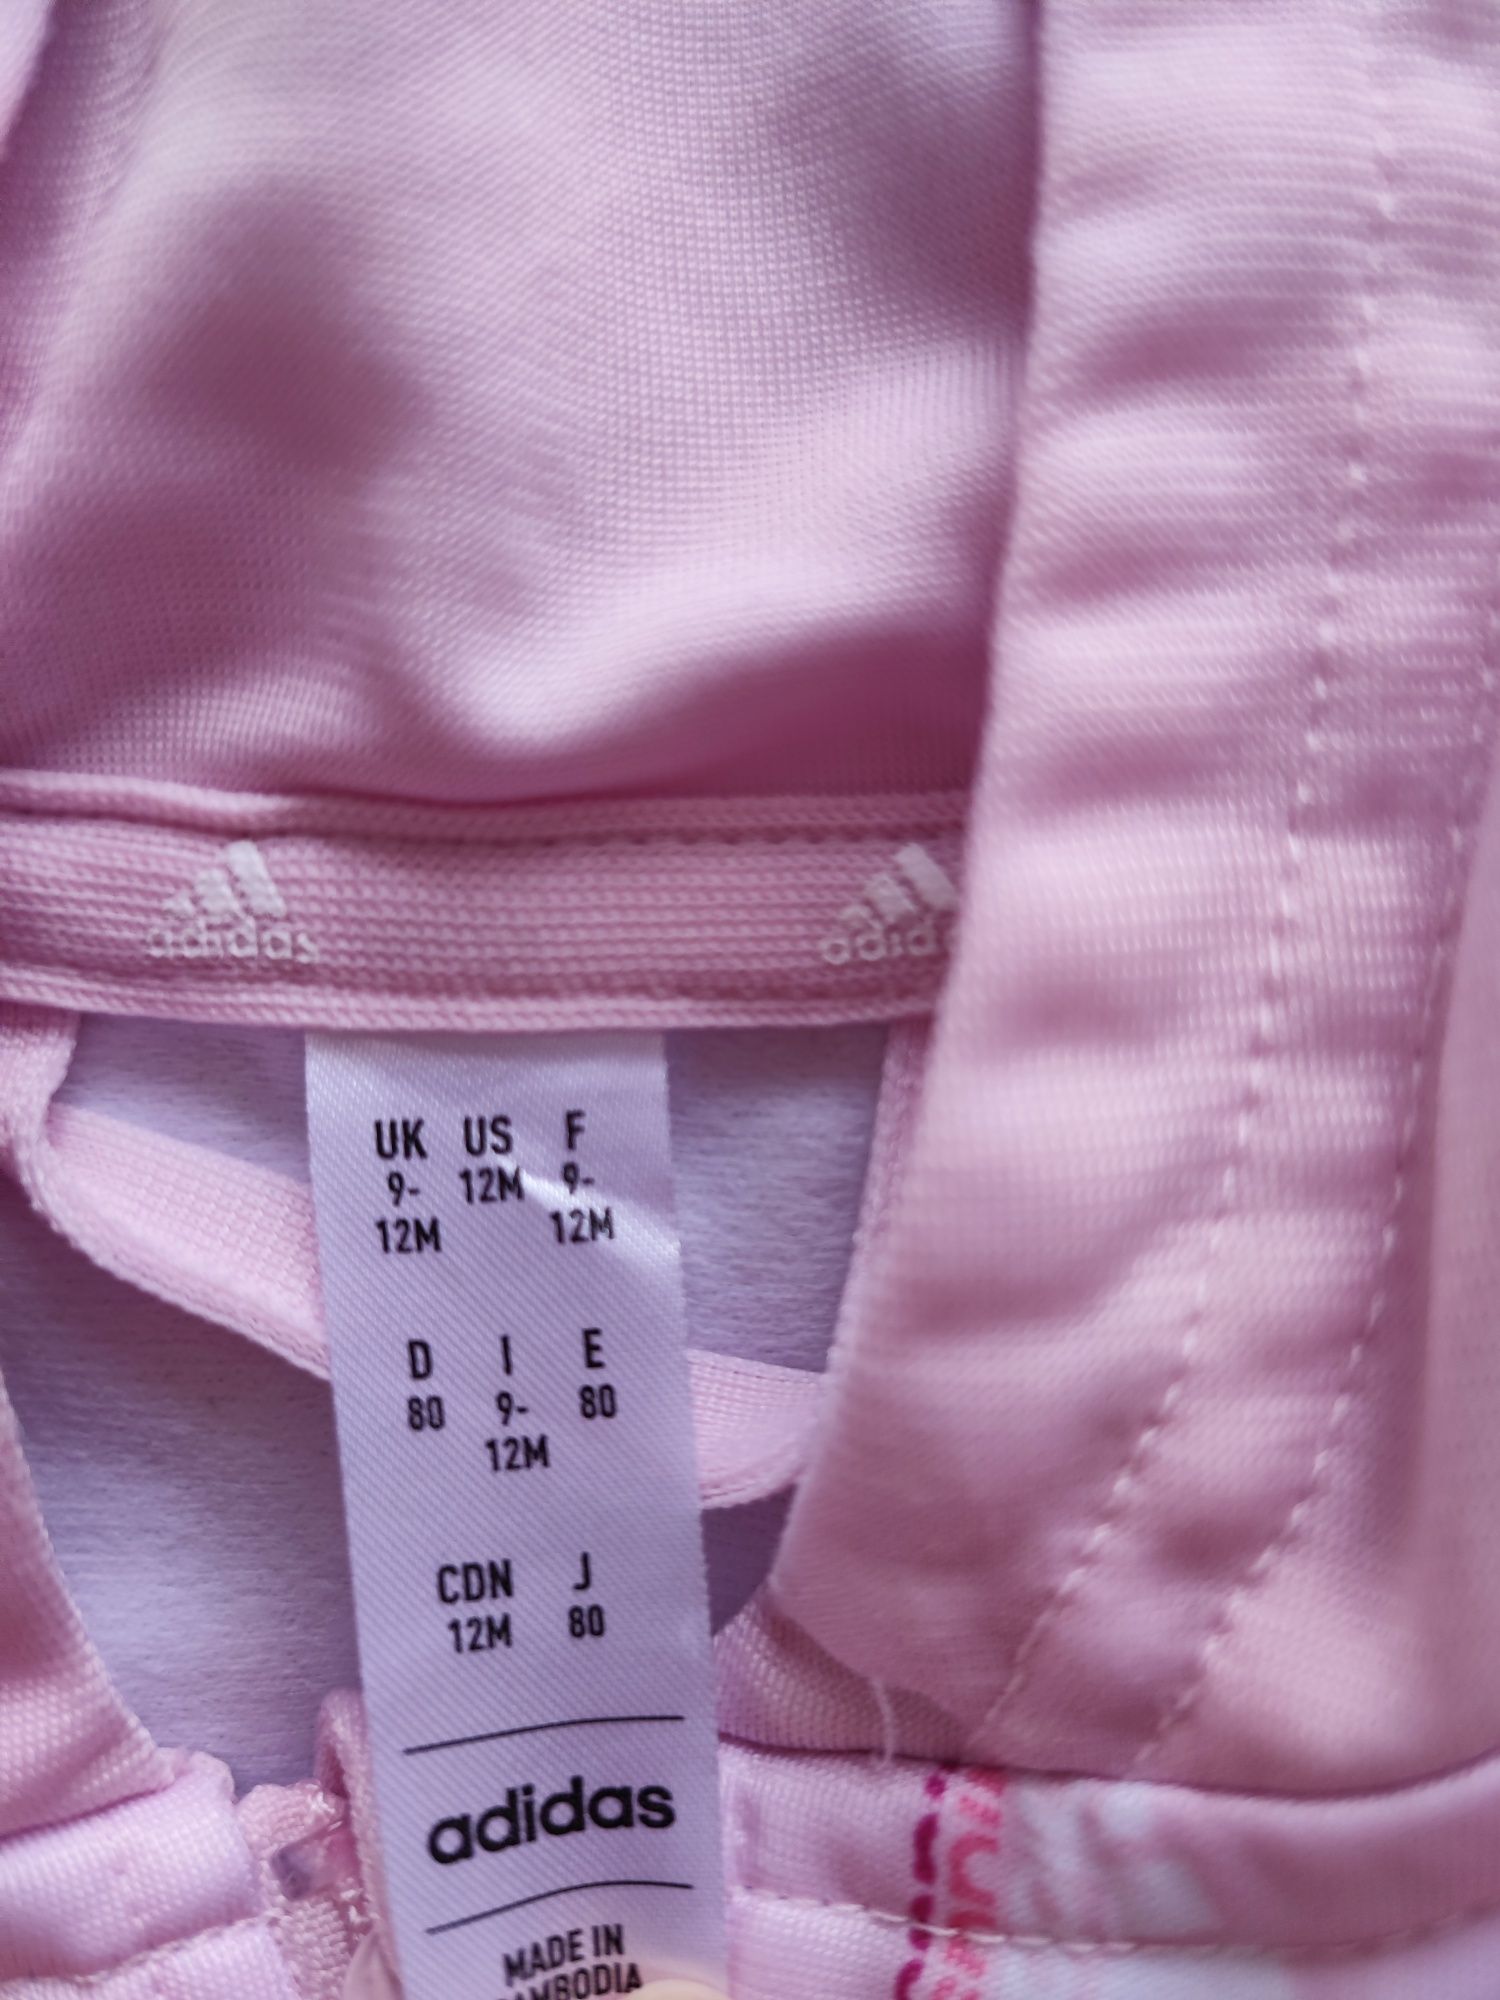 adidas adidas
UK US F
9- 12M 9-
12M 12M
D I E
80 9- 80
12M
CDN J
12M 80
adidas
MADE IN
CAMBODIA